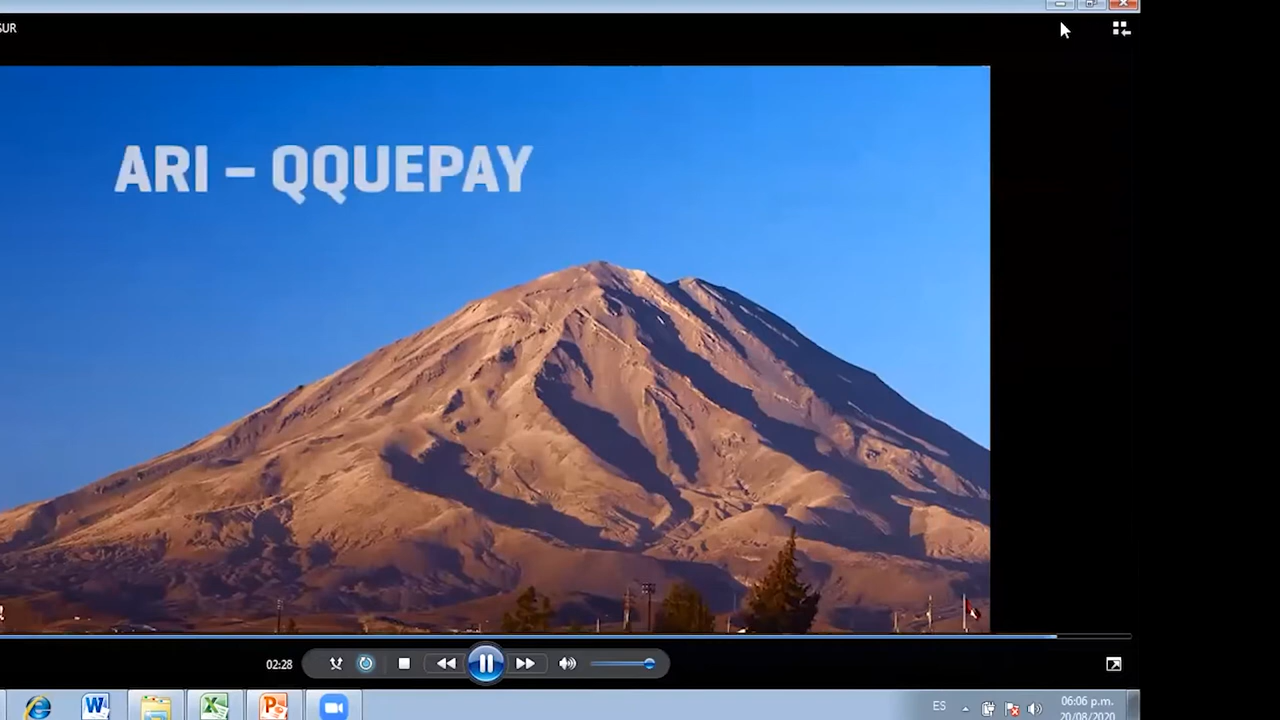 SUR
ARI – QQUEPAY
02:28
ES
06:06 p.m.
20/08/2020